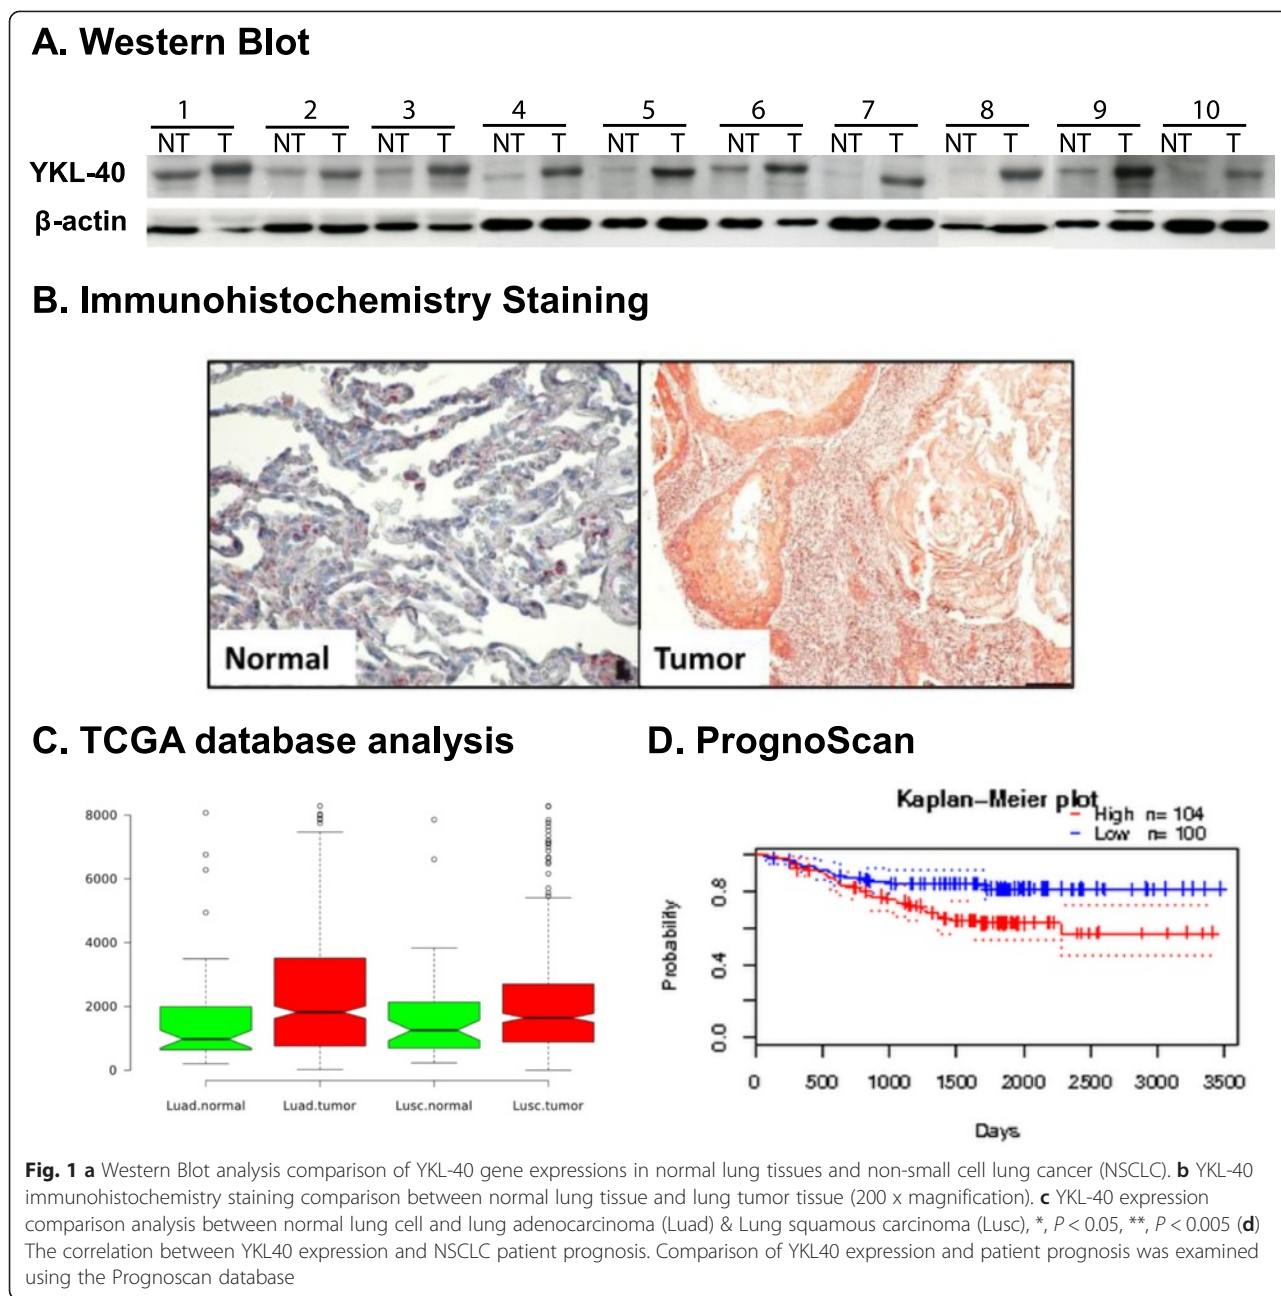 A. Western Blot
1 2 3 4 5 6 7 8 9 10
NT T NT T NT T NT T NT T NT T NT T NT T NT T NT T
YKL-40
β-actin
B. Immunohistochemistry Staining
Normal
Tumor
C. TCGA database analysis
8000
6000
4000
2000
0
Luad.normal Luad.tumor Lusc.normal Lusc.tumor
D. PrognoScan
Kaplan-Meier plot
High n= 104
Low n= 100
Probability
0.8
0.4
0.0
0 500 1000 1500 2000 2500 3000 3500
Days
Fig. 1 a Western Blot analysis comparison of YKL-40 gene expressions in normal lung tissues and non-small cell lung cancer (NSCLC). b YKL-40
immunohistochemistry staining comparison between normal lung tissue and lung tumor tissue (200 x magnification). c YKL-40 expression
comparison analysis between normal lung cell and lung adenocarcinoma (Luad) & Lung squamous carcinoma (Lusc), *, P < 0.05, **, P < 0.005 (d)
The correlation between YKL40 expression and NSCLC patient prognosis. Comparison of YKL40 expression and patient prognosis was examined
using the Prognoscan database